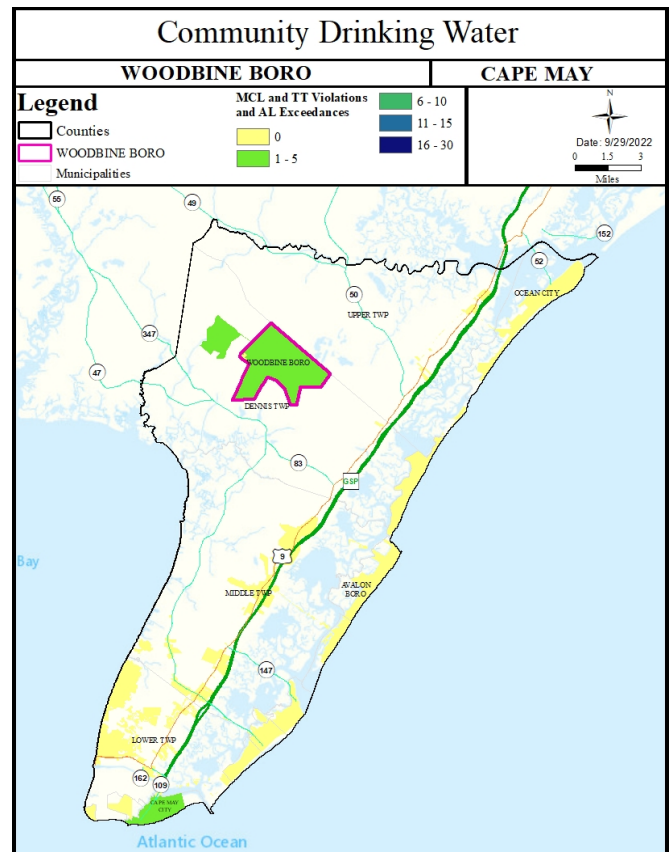 Community Drinking Water
WOODBINE BORO
CAPE MAY
Legend
Counties
WOODBINE BORO
Municipalities
MCL and TT Violations
and AL Exceedances
0
1 - 5
6 - 10
11 - 15
16 - 30
N
Date: 9/29/2022
0 1.5 3
Miles
55
49
152
52
OCEAN CITY
50
UPPER TWP
347
WOODBINE BORO
47
DENNIS TWP
83
GSP
9
Bay
MIDDLE TWP
AVALON
BORO
147
LOWER TWP
162
109
CAPE MAY
CITY
Atlantic Ocean